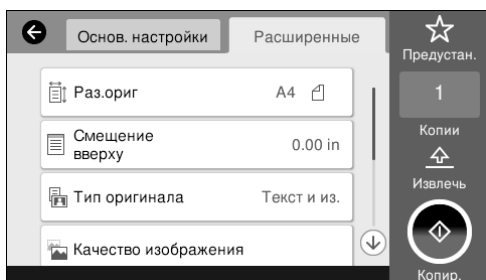 Основ. настройки
Расширенные
Предустан.
Раз.ориг
A4
1
Копии
Смещение
вверху
0.00 in
Извлечь
Тип оригинала
Текст и из.
Качество изображения
Копир.